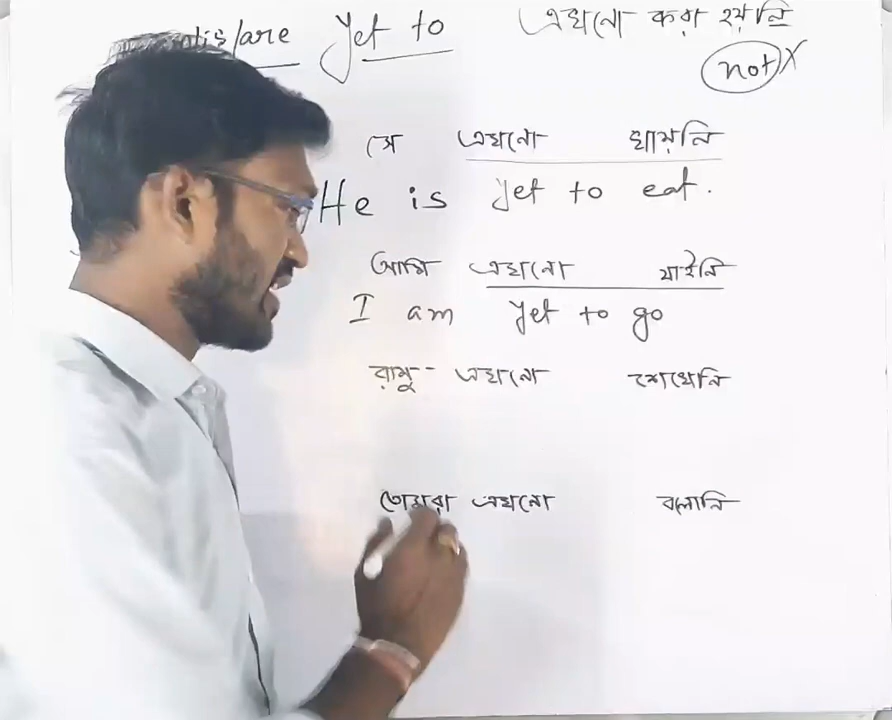 is/are yet to এখনো করা হয়নি
not X
সে এখনো খায়নি
He is yet to eat.
আমি এখনো যাইনি
I am yet to go
রামু - এখনো শেখেনি
তোমরা এখনো বলোনি